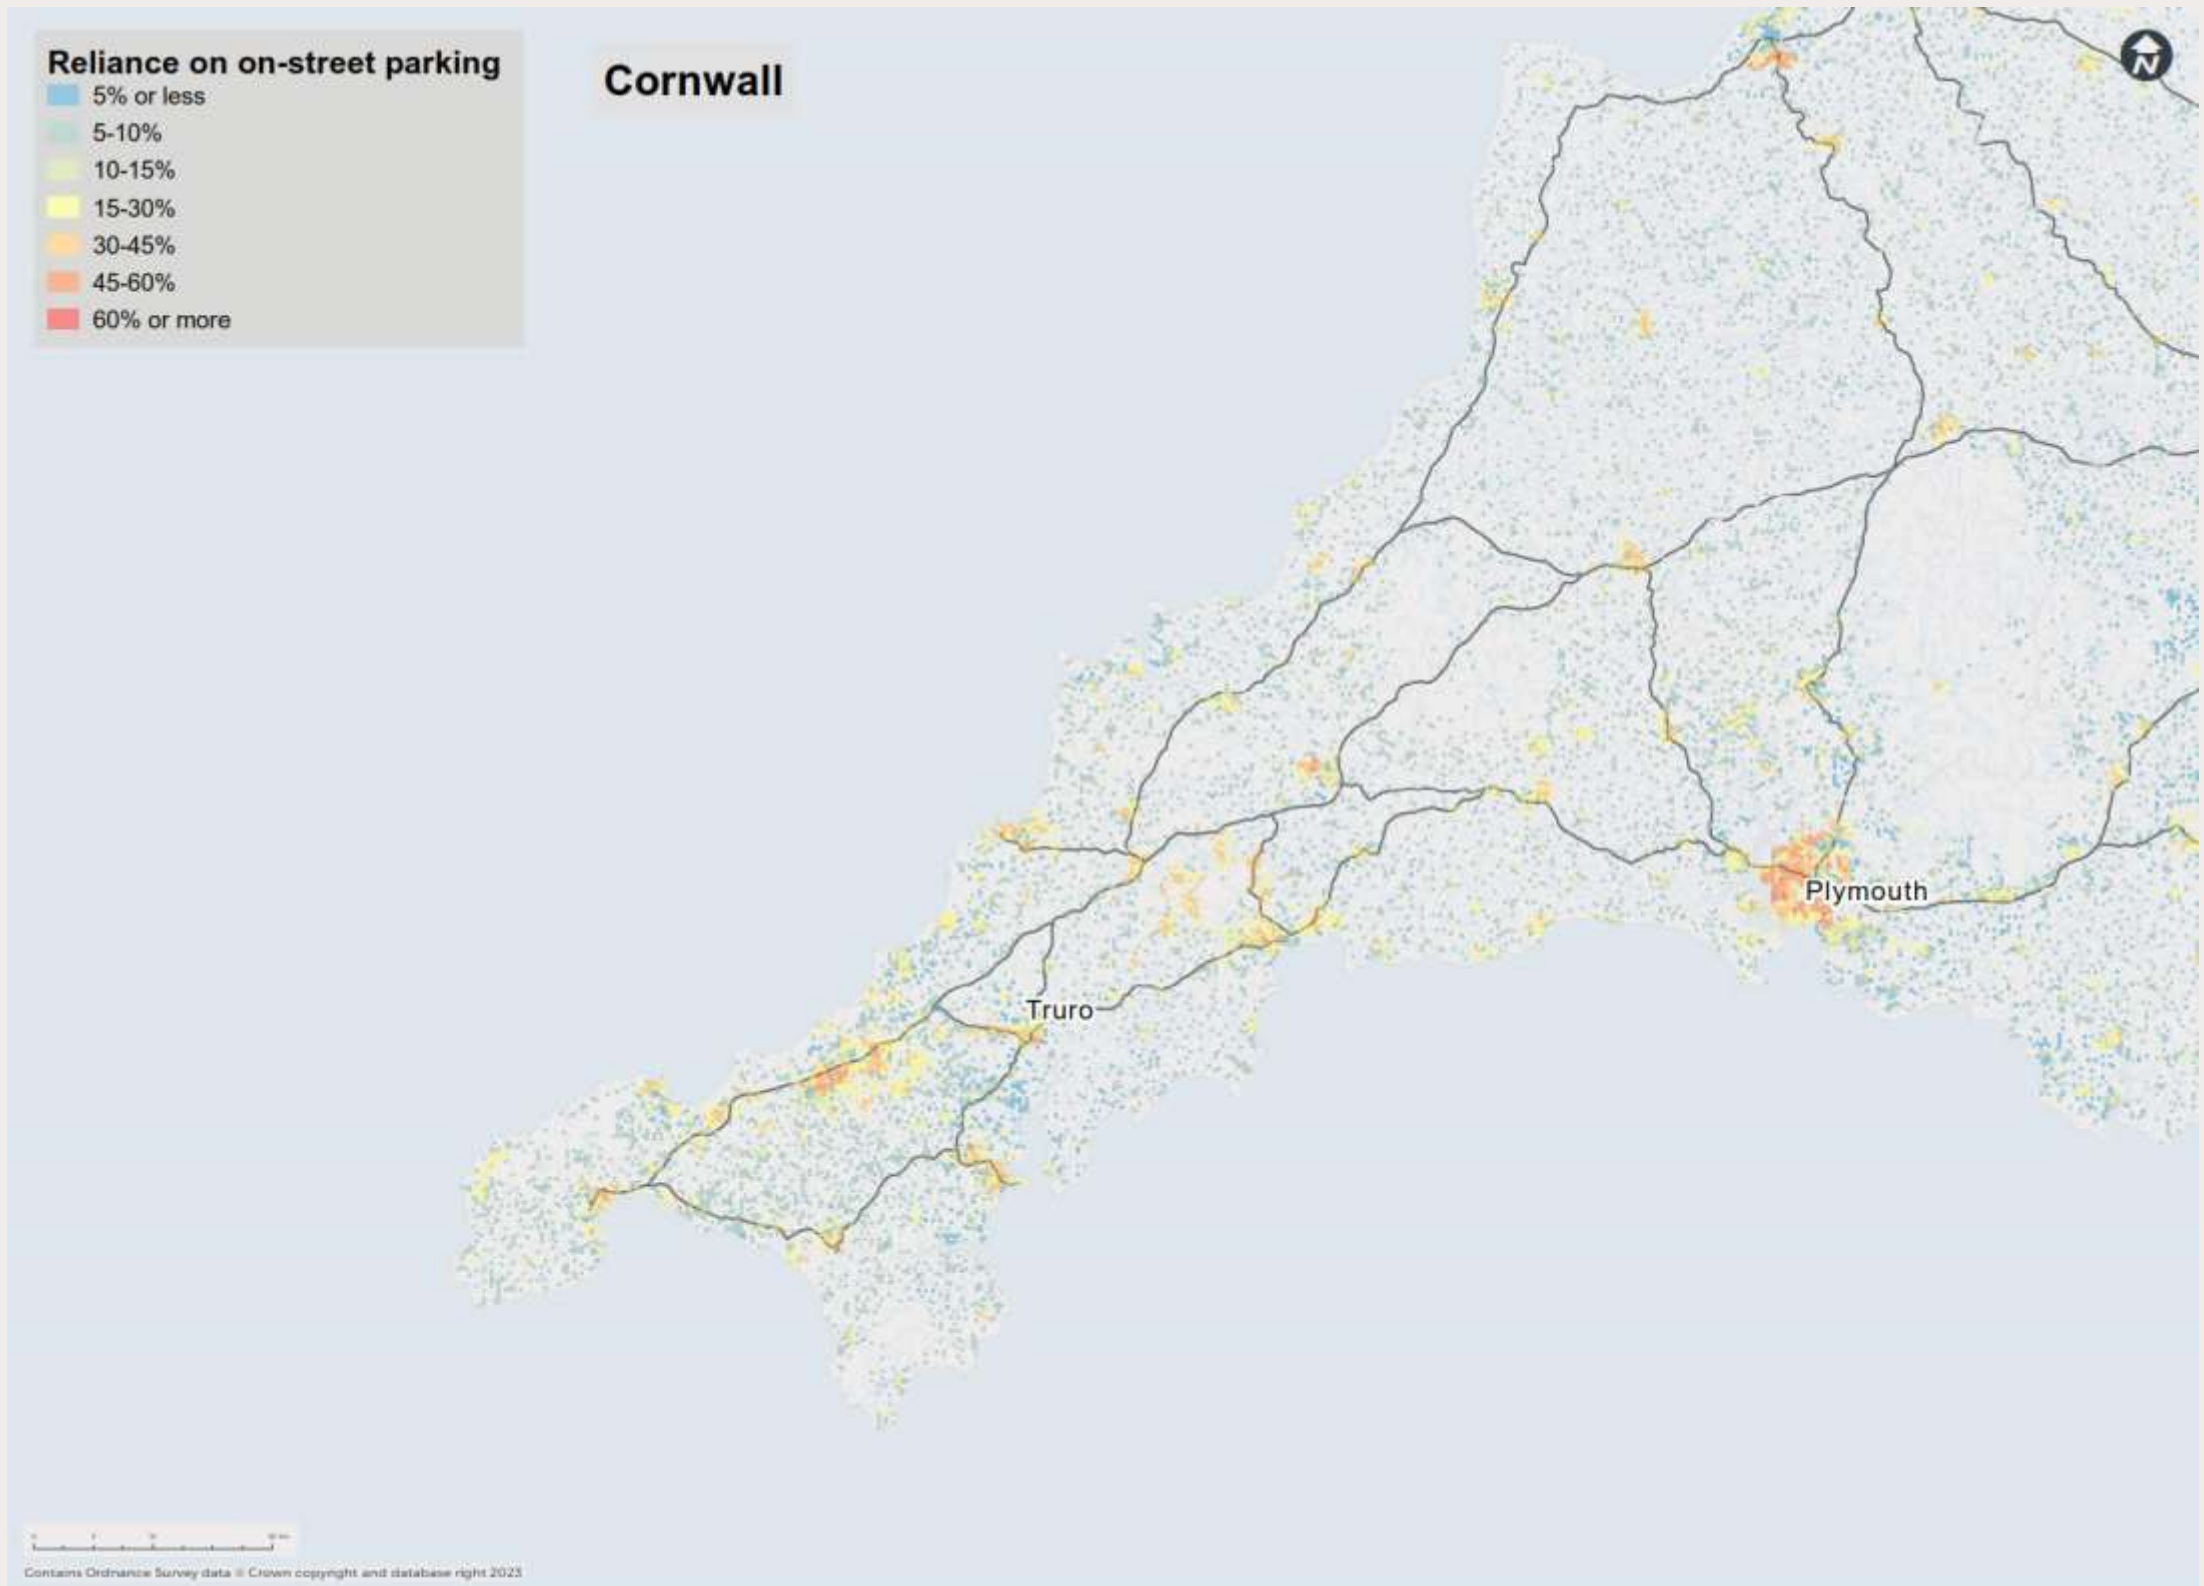 Reliance on on-street parking
5% or less
5-10%
10-15%
15-30%
30-45%
45-60%
60% or more
Cornwall
N
Plymouth
Truro
Contains Ordnance Survey data © Crown copyright and database right 2023